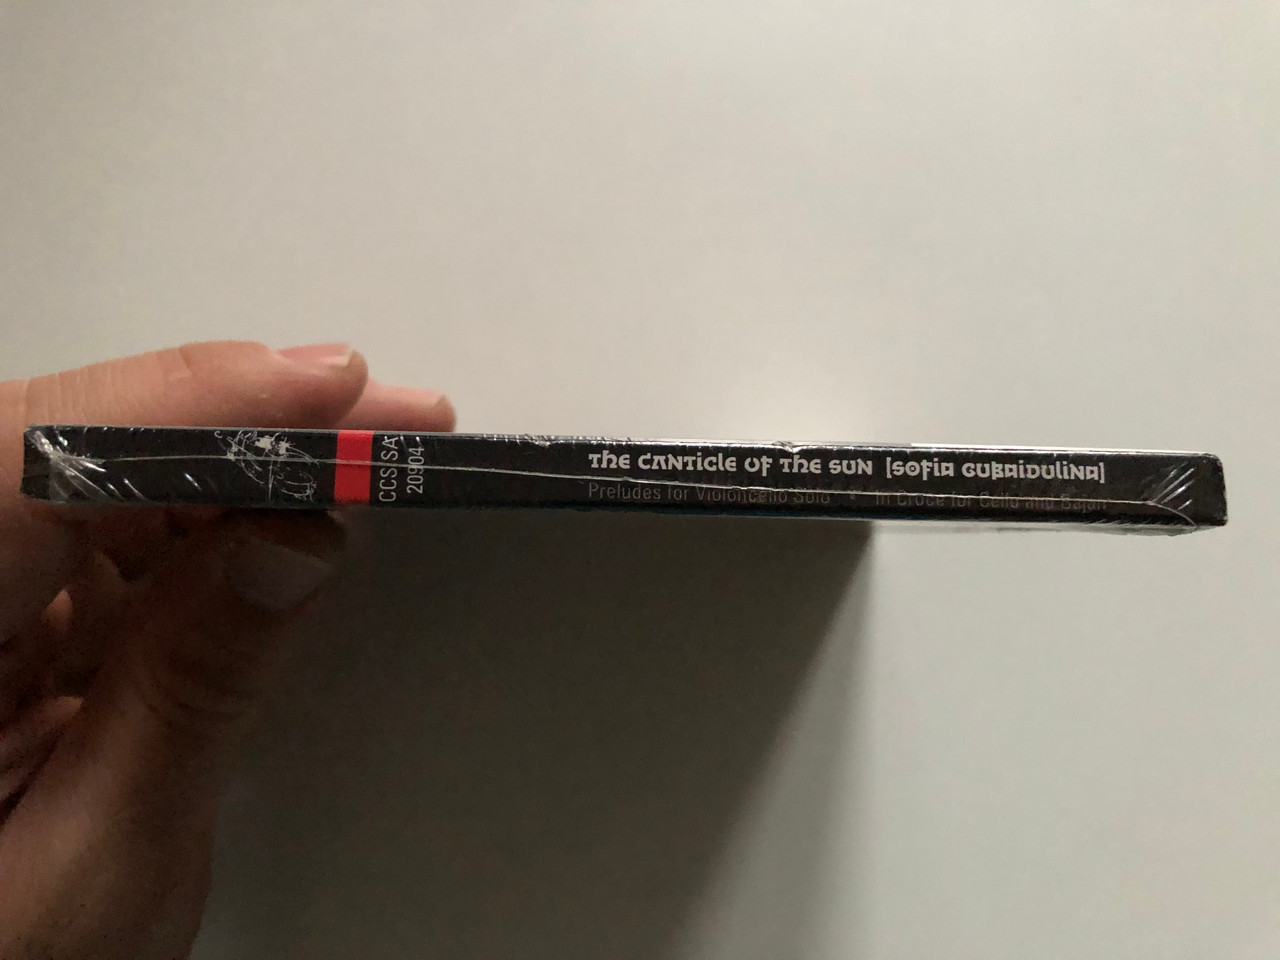 CCS SA
20904
THE CANTICLE OF THE SUN [SOFIA GUBAIDULINA]
Preludes for Violoncello Solo • In Croce for Cello and Bajan